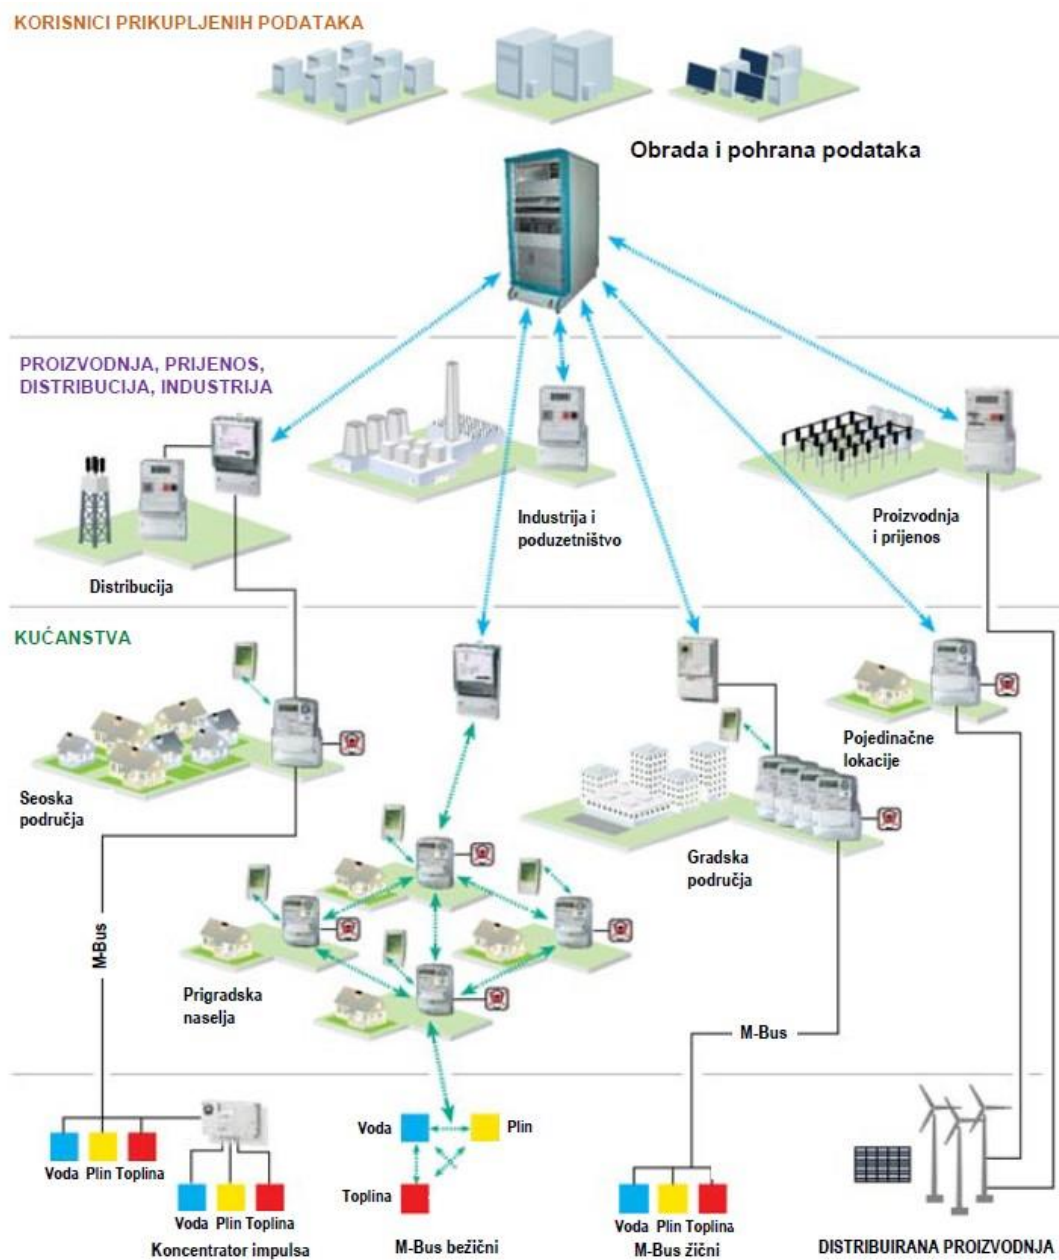 KORISNICI PRIKUPLJENIH PODATAKA
Obrada i pohrana podataka
PROIZVODNJA, PRIJENOS,
DISTRIBUCIJA, INDUSTRIJA
Industrija i
poduzetništvo
Proizvodnja
i prijenos
Distribucija
KUĆANSTVA
Pojedinačne
lokacije
Seoska
područja
Gradska
područja
M-Bus
Prigradska
naselja
M-Bus
Voda Plin Toplina
Voda Plin Toplina
Koncentrator impulsa
Voda
Plin
Toplina
M-Bus bežični
Voda Plin Toplina
M-Bus žični
DISTRIBUIRANA PROIZVODNJA